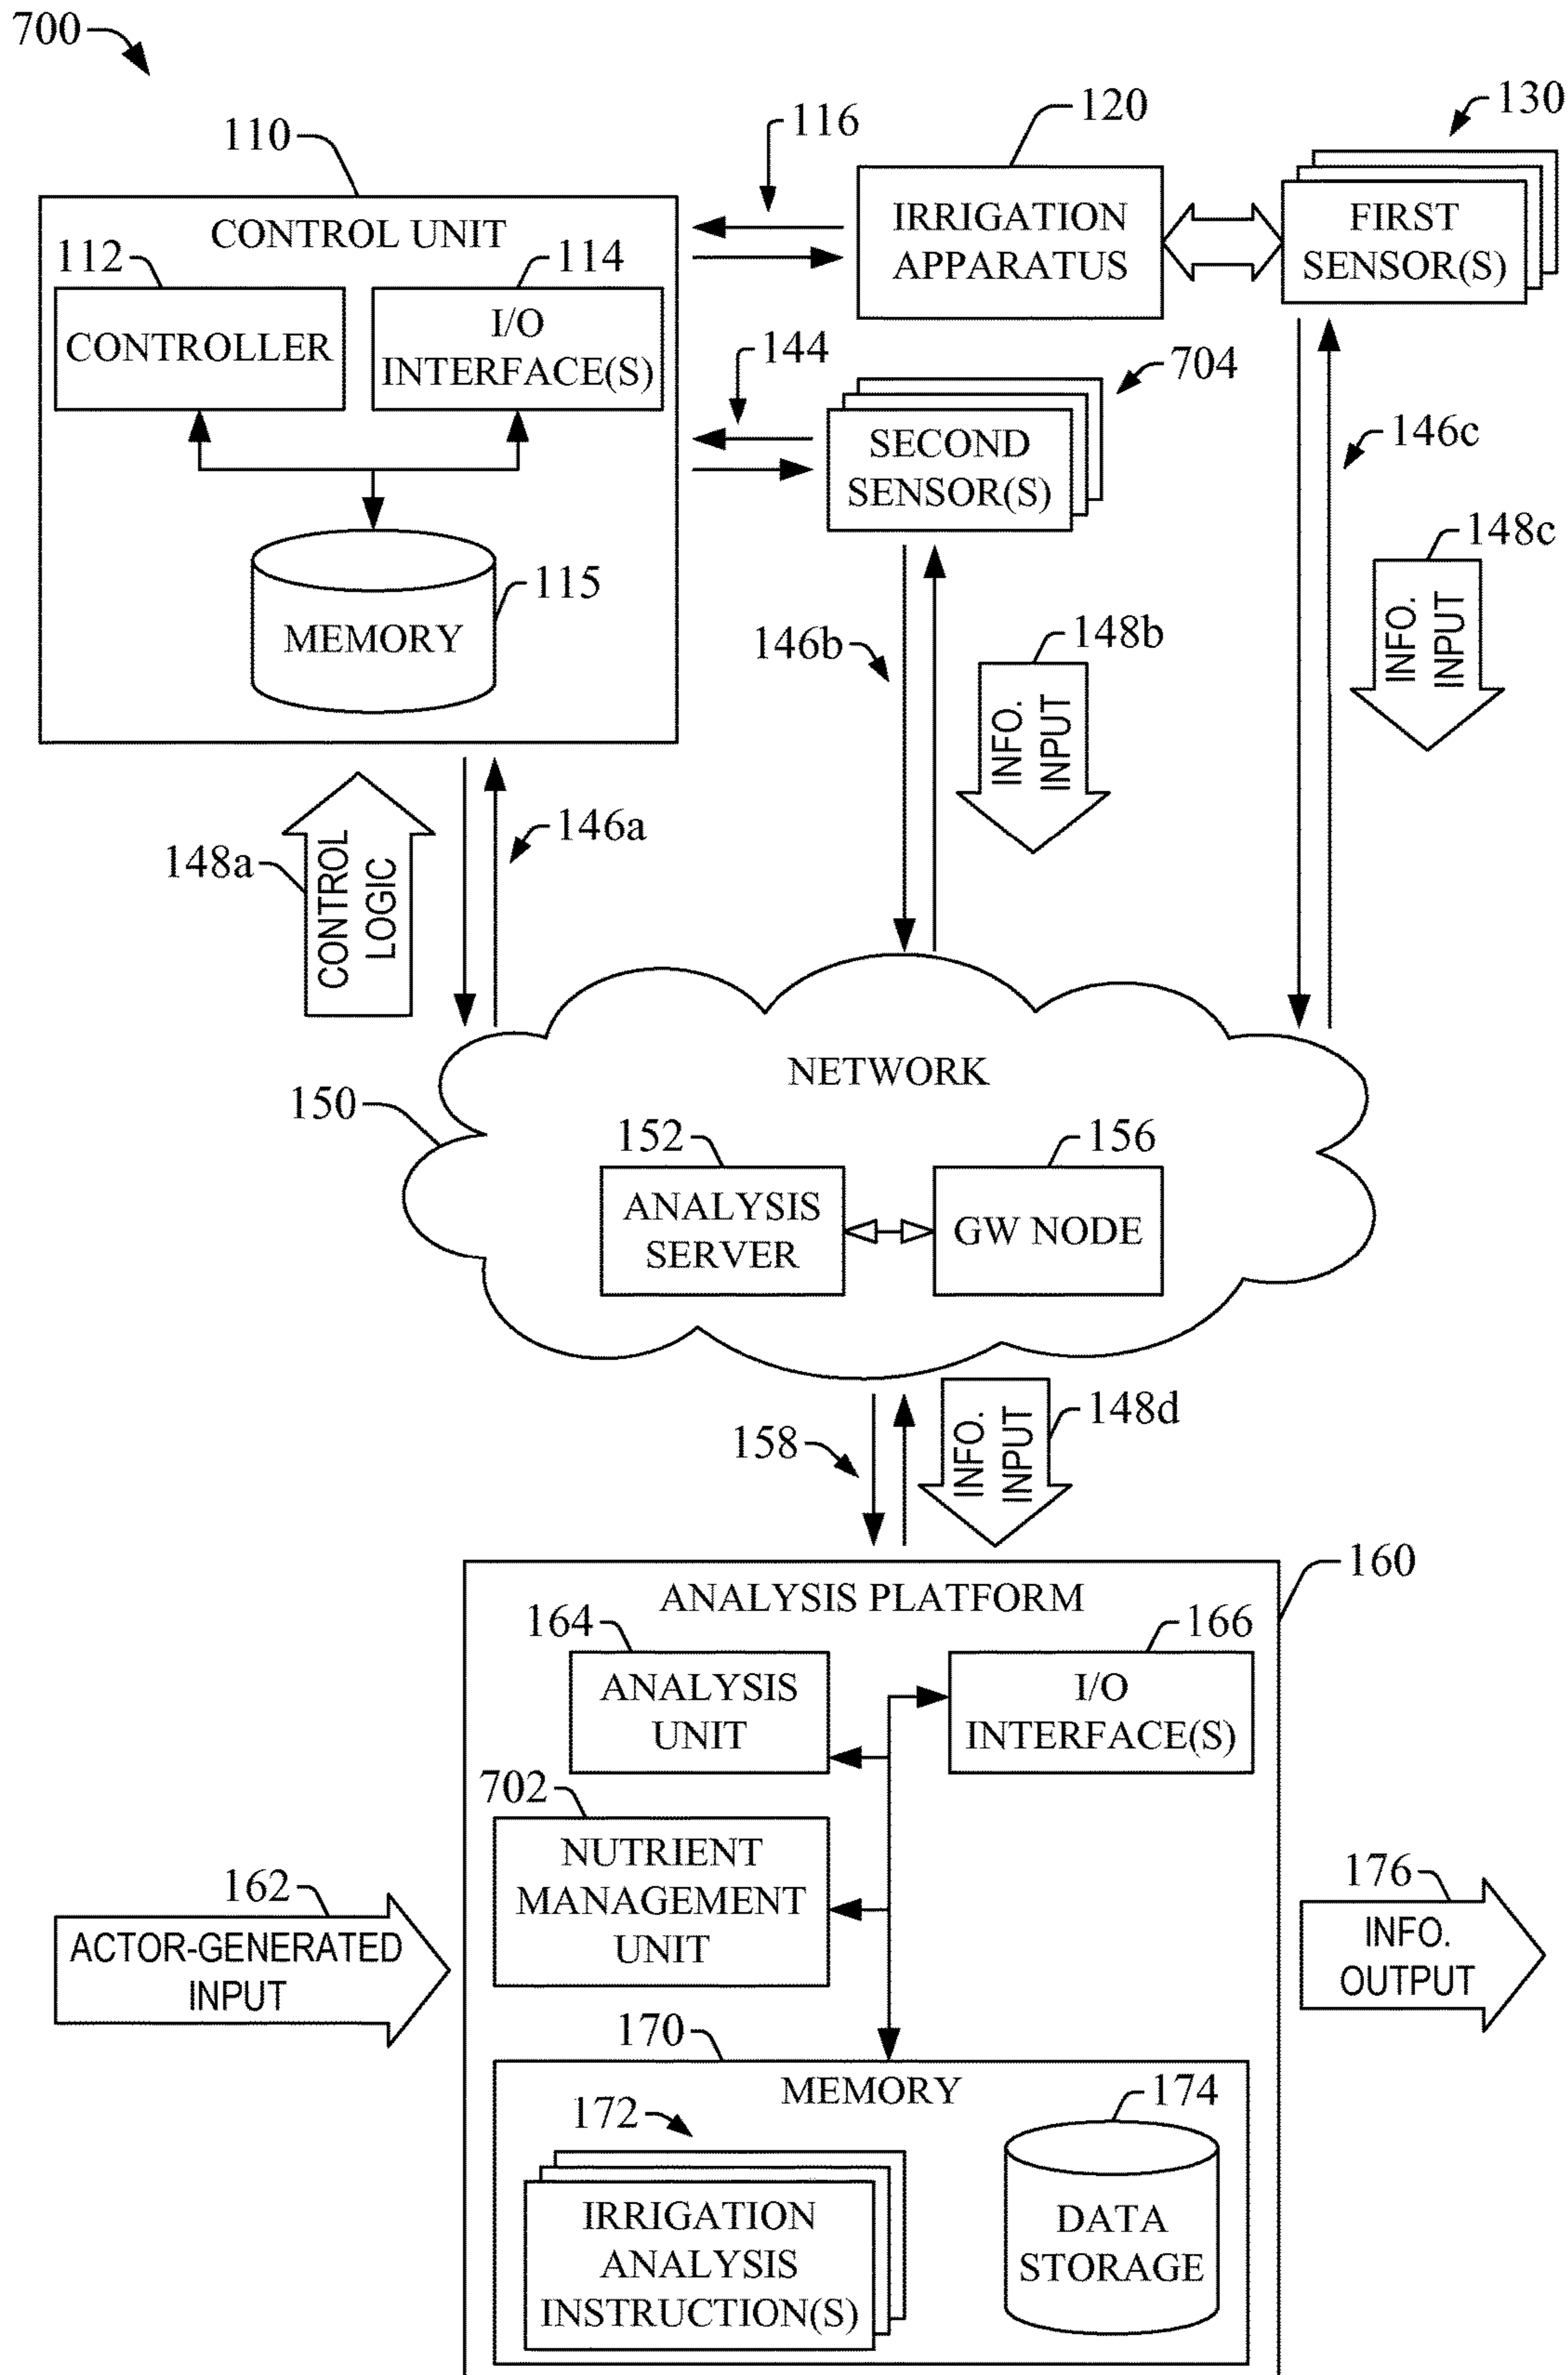 700
110
116
120
130
CONTROL UNIT
112
114
CONTROLLER
I/O
INTERFACE(S)
IRRIGATION
APPARATUS
FIRST
SENSOR(S)
144
704
SECOND
SENSOR(S)
146c
115
MEMORY
148c
INFO.
INPUT
146b
148b
INFO.
INPUT
148a
CONTROL
LOGIC
146a
NETWORK
150
152
156
ANALYSIS
SERVER
GW NODE
158
INFO.
INPUT
148d
160
ANALYSIS PLATFORM
164
166
ANALYSIS
UNIT
I/O
INTERFACE(S)
702
NUTRIENT
MANAGEMENT
UNIT
162
ACTOR-GENERATED
INPUT
176
INFO.
OUTPUT
170
MEMORY
172
174
IRRIGATION
ANALYSIS
INSTRUCTION(S)
DATA
STORAGE